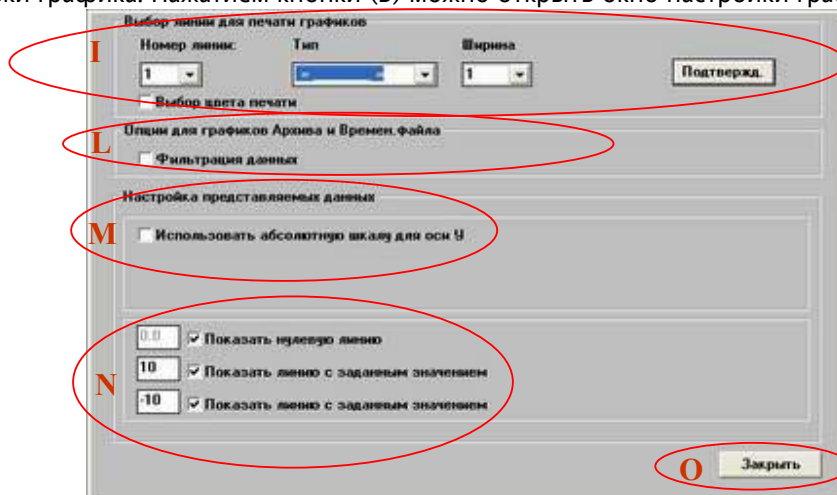 ки графика. Нажатием кнопки (В) можно открыть окно настройки гра
Выбор линии для печати графиков
I
Номер линии: Тип Ширина
1 1 Подтвержд.
Выбор цвета печати
L
Опции для графиков Архива и Времен.файла
Фильтрация данных
Настройка представляемых данных
M Использовать абсолютную шкалу для оси У
0.0 Показать нулевую линию
10 Показать линию с заданным значением
N
-10 Показать линию с заданным значением
O Закрыть